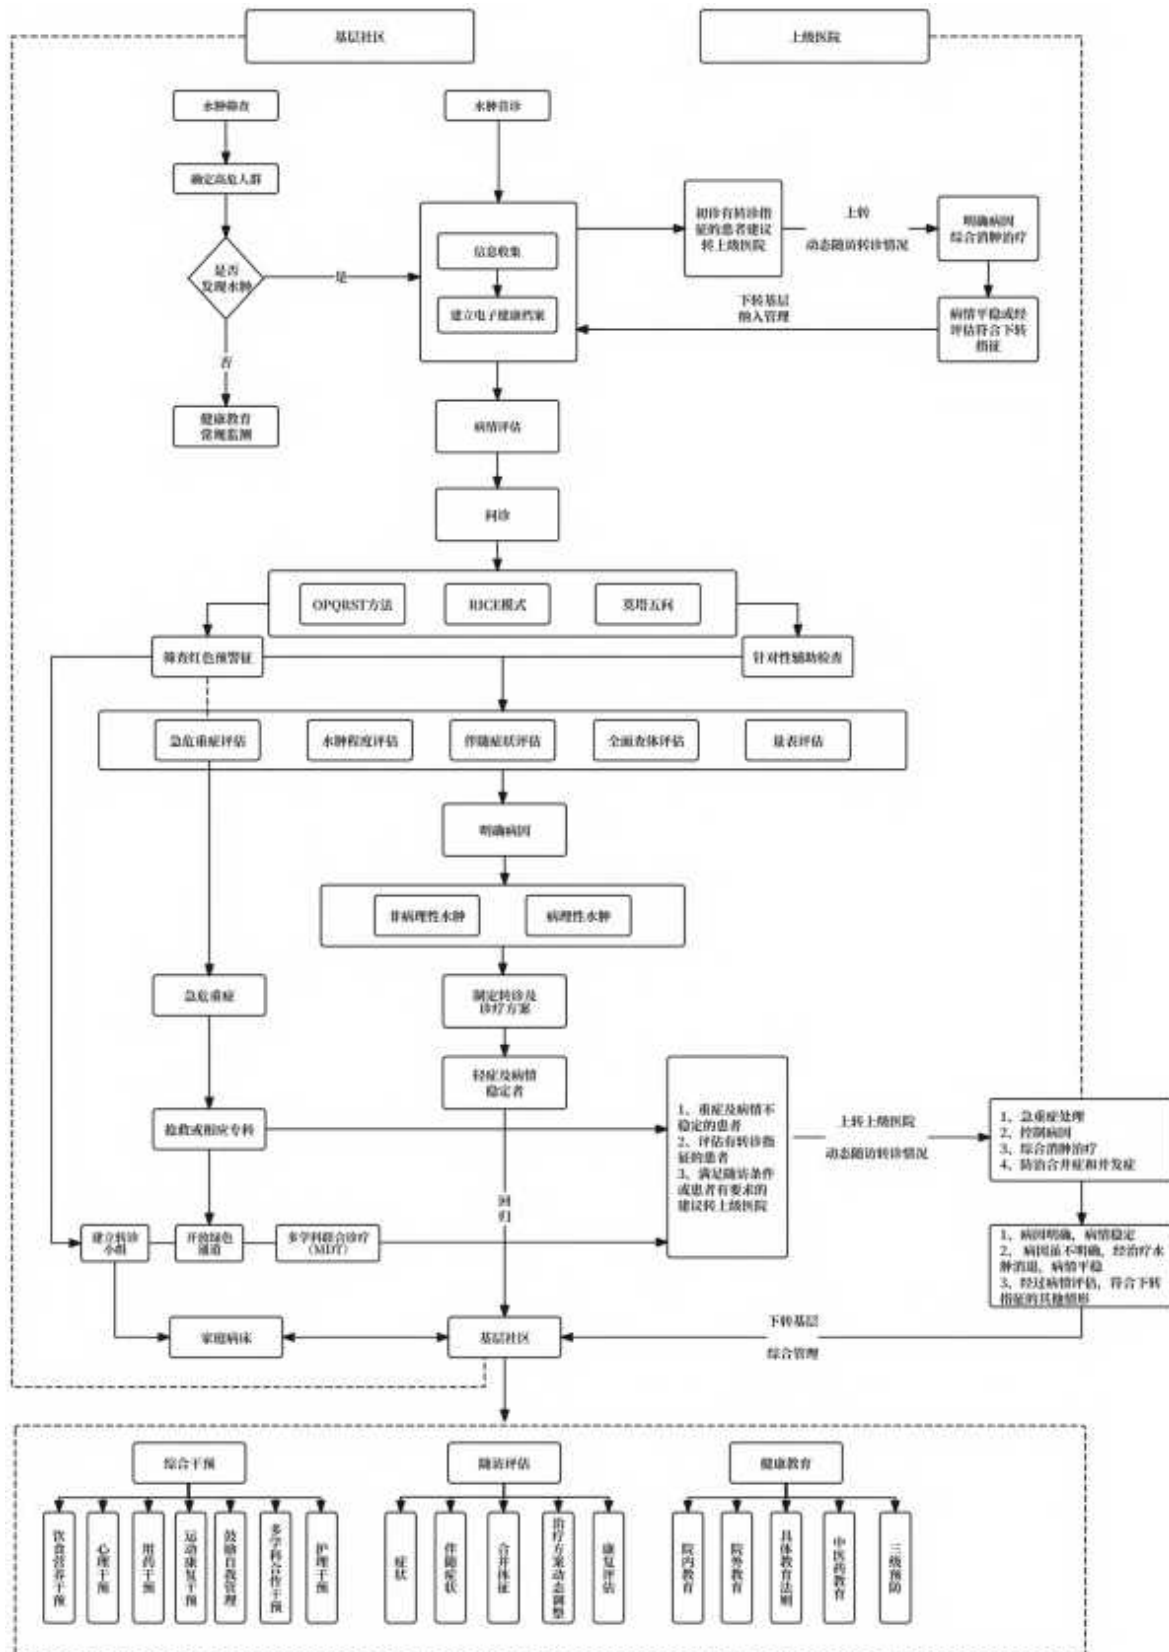 基层社区
上级医院
水肿筛查
水肿首诊
确定高危人群
初诊有转诊指
征的患者建议
转上级医院
上转
动态随访转诊情况
明确病因
综合消肿治疗
信息收集
是否
发现水肿
是
建立电子健康档案
下转基层
纳入管理
病情平稳或经
评估符合下转
指征
否
健康教育
常规监测
病情评估
问诊
OPQRST方法
RICE模式
莫塔五问
筛查红色预警征
针对性辅助检查
急危重症评估
水肿程度评估
伴随症状评估
全面查体评估
量表评估
明确病因
非病理性水肿
病理性水肿
急危重症
制定转诊及
诊疗方案
轻症及病情
稳定者
抢救或相应专科
1、重症及病情不
稳定的患者
2、评估有转诊指
征的患者
3、满足随访条件
或患者有要求的
建议转上级医院
上转上级医院
动态随访转诊情况
1、急重症处理
2、控制病因
3、综合消肿治疗
4、防治合并症和并发症
回
归
建立转诊
小组
开放绿色
通道
多学科联合诊疗
（MDT）
1、病因明确，病情稳定
2、病因虽不明确，经治疗水
肿消退，病情平稳
3、经过病情评估，符合下转
指征的其他情形
家庭病床
基层社区
下转基层
综合管理
综合干预
随访评估
健康教育
饮食营养干预
心理干预
用药干预
运动康复干预
鼓励自我管理
多学科合作干预
护理干预
症状
伴随症状
合并体征
治疗方案动态调整
康复评估
院内教育
院外教育
具体教育法则
中医药教育
三级预防